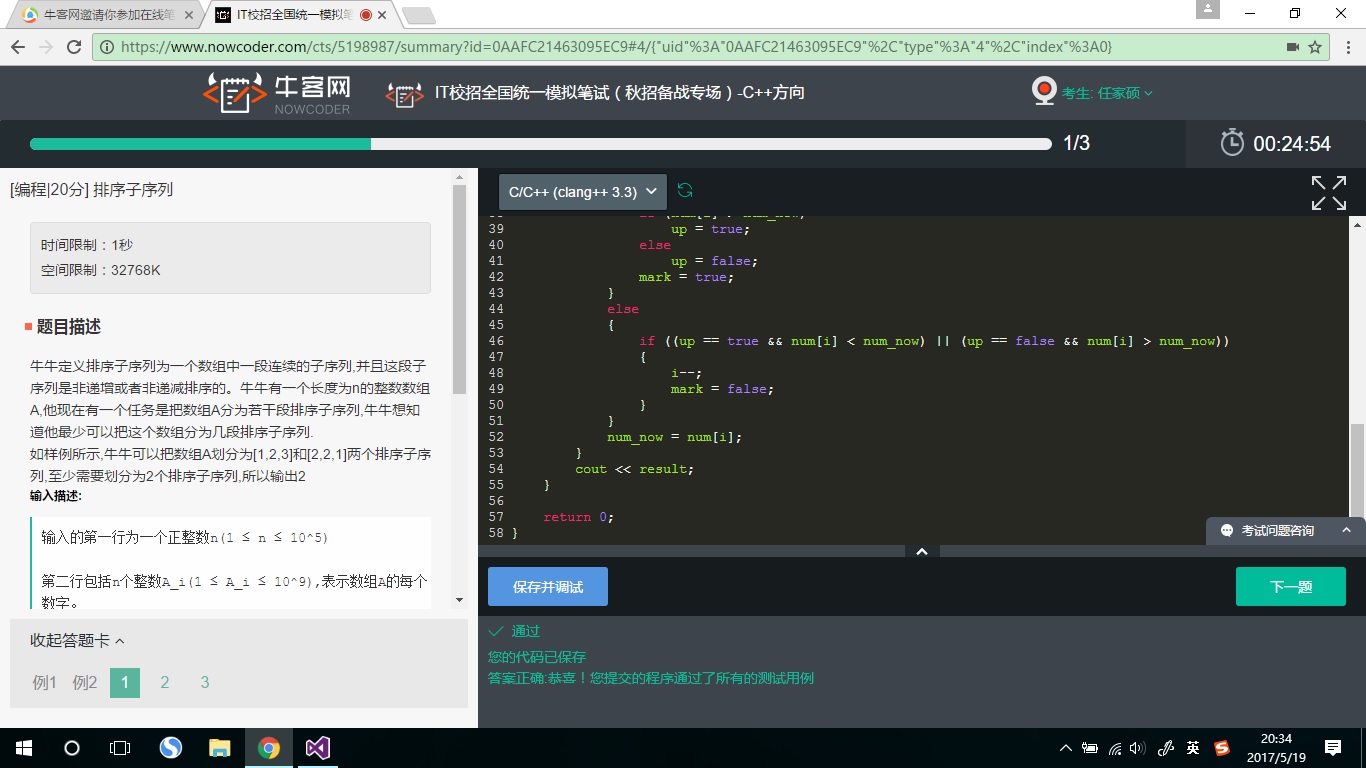 牛客网邀请你参加在线笔
IT校招全国统一模拟笔
https://www.nowcoder.com/cts/5198987/summary?id=0AAFC21463095EC9#4/{"uid"%3A"0AAFC21463095EC9"%2C"type"%3A"4"%2C"index"%3A0}
牛客网
NOWCODER
IT校招全国统一模拟笔试（秋招备战专场）-C++方向
考生: 任家硕
1/3
00:24:54
[编程|20分] 排序子序列
时间限制：1秒
空间限制：32768K
题目描述
牛牛定义排序子序列为一个数组中一段连续的子序列,并且这段子
序列是非递增或者非递减排序的。牛牛有一个长度为n的整数数组
A,他现在有一个任务是把数组A分为若干段排序子序列,牛牛想知
道他最少可以把这个数组分为几段排序子序列.
如样例所示,牛牛可以把数组A划分为[1,2,3]和[2,2,1]两个排序子序
列,至少需要划分为2个排序子序列,所以输出2
输入描述:
输入的第一行为一个正整数n(1 ≤ n ≤ 10^5)
第二行包括n个整数A_i(1 ≤ A_i ≤ 10^9),表示数组A的每个
数字。
收起答题卡
例1 例2 1 2 3
C/C++ (clang++ 3.3)
39 up = true;
40 else
41 up = false;
42 mark = true;
43 }
44 else
45 {
46 if ((up == true && num[i] < num_now) || (up == false && num[i] > num_now))
47 {
48 i--;
49 mark = false;
50 }
51 }
52 num_now = num[i];
53 }
54 cout << result;
55 }
56
57 return 0;
58 }
考试问题咨询
保存并调试
下一题
通过
您的代码已保存
答案正确:恭喜！您提交的程序通过了所有的测试用例
英
20:34
2017/5/19